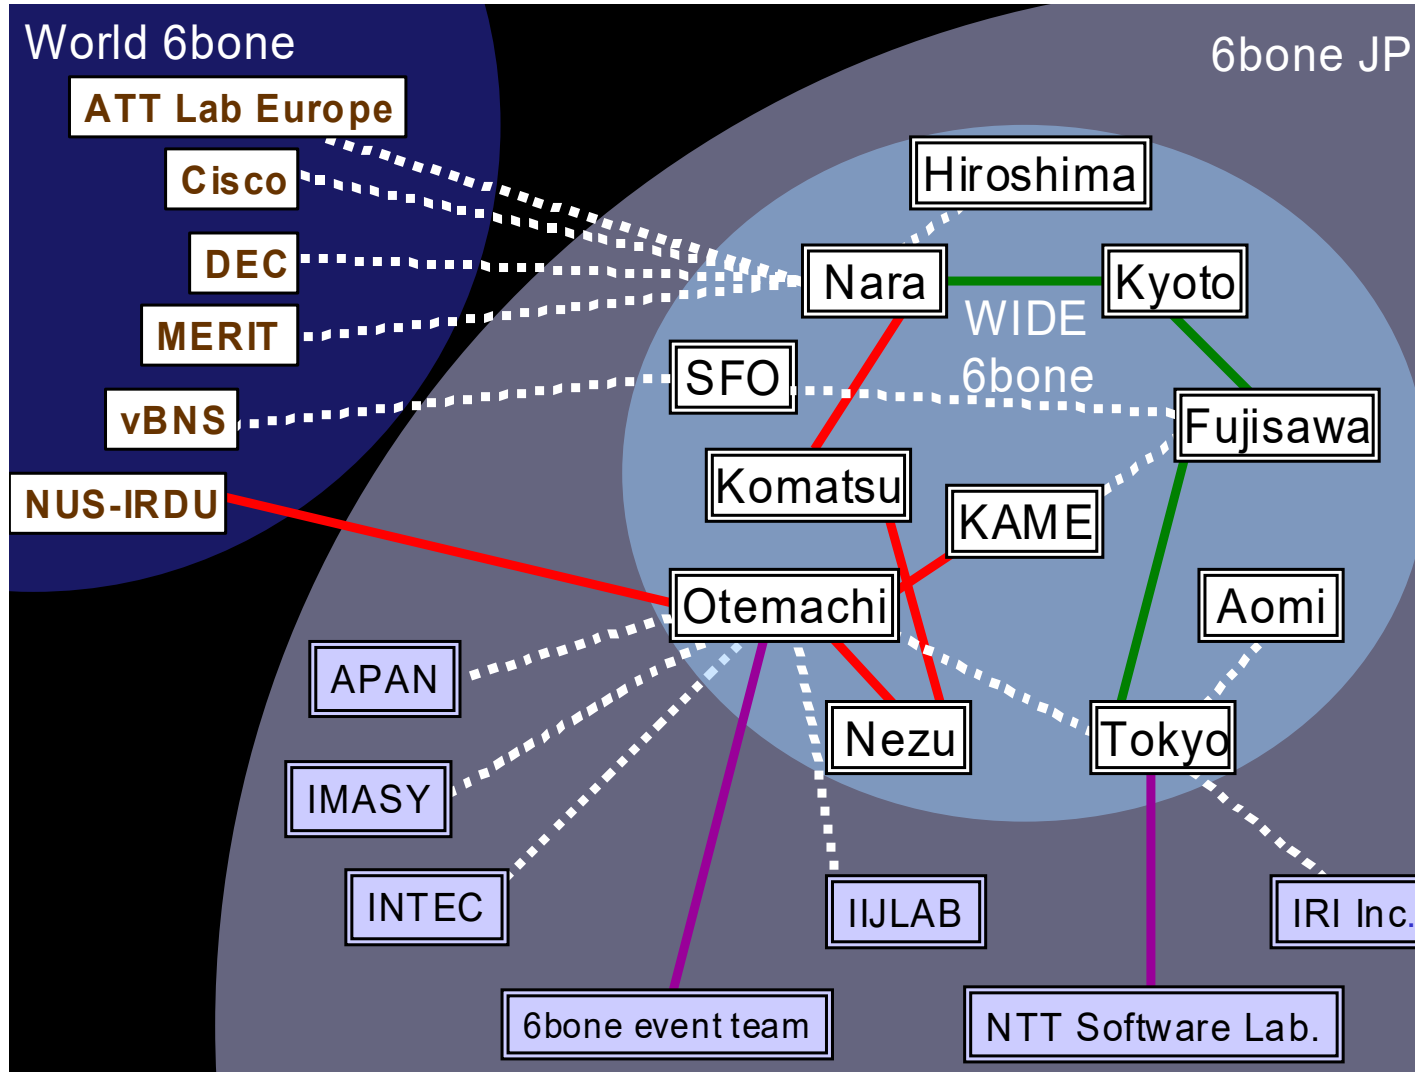 World 6bone
6bone JP
ATT Lab Europe
Cisco
Hiroshima
DEC
Nara
Kyoto
MERIT
WIDE
6bone
SFO
vBNS
Fujisawa
Komatsu
NUS-IRDU
KAME
Otemachi
Aomi
APAN
Nezu
Tokyo
IMASY
INTEC
IIJLAB
IRI Inc.
6bone event team
NTT Software Lab.